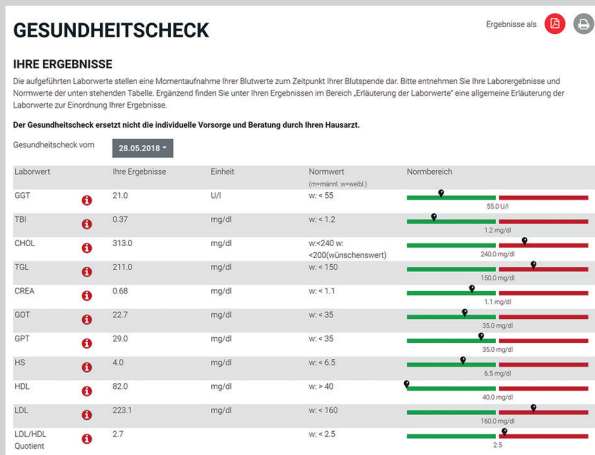 GESUNDHEITSCHECK
Ergebnisse als
IHRE ERGEBNISSE
Die aufgeführten Laborwerte stellen eine Momentaufnahme Ihrer Blutwerte zum Zeitpunkt Ihrer Blutspende dar. Bitte entnehmen Sie Ihre Laborergebnisse und
Normwerte der unten stehenden Tabelle. Ergänzend finden Sie unter Ihren Ergebnissen im Bereich „Erläuterung der Laborwerte" eine allgemeine Erläuterung der
Laborwerte zur Einordnung Ihrer Ergebnisse.
Der Gesundheitscheck ersetzt nicht die individuelle Vorsorge und Beratung durch Ihren Hausarzt.
Gesundheitscheck vom 28.05.2018
Laborwert Ihre Ergebnisse Einheit Normwert Normbereich
(m=männl. w=weibl.)
GGT 21.0 U/l w: < 55
55.0 U/l
TBI 0.37 mg/dl w: < 1.2
1.2 mg/dl
CHOL 313.0 mg/dl w:<240 w:
<200(wünschenswert)
240.0 mg/dl
TGL 211.0 mg/dl w: < 150
150.0 mg/dl
CREA 0.68 mg/dl w: < 1.1
1.1 mg/dl
GOT 22.7 mg/dl w: < 35
35.0 mg/dl
GPT 29.0 mg/dl w: < 35
35.0 mg/dl
HS 4.0 mg/dl w: < 6.5
6.5 mg/dl
HDL 82.0 mg/dl w: > 40
40.0 mg/dl
LDL 223.1 mg/dl w: < 160
160.0 mg/dl
LDL/HDL 2.7 w: < 2.5
Quotient
2.5